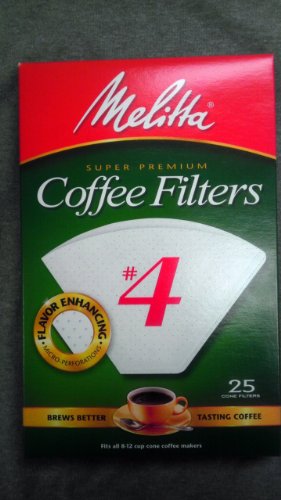 Melitta®
SUPER PREMIUM
Coffee Filters
#4
FLAVOR ENHANCING
MICRO-PERFORATIONS
25
CONE FILTERS
BREWS BETTER TASTING COFFEE
Fits all 8-12 cup cone coffee makers